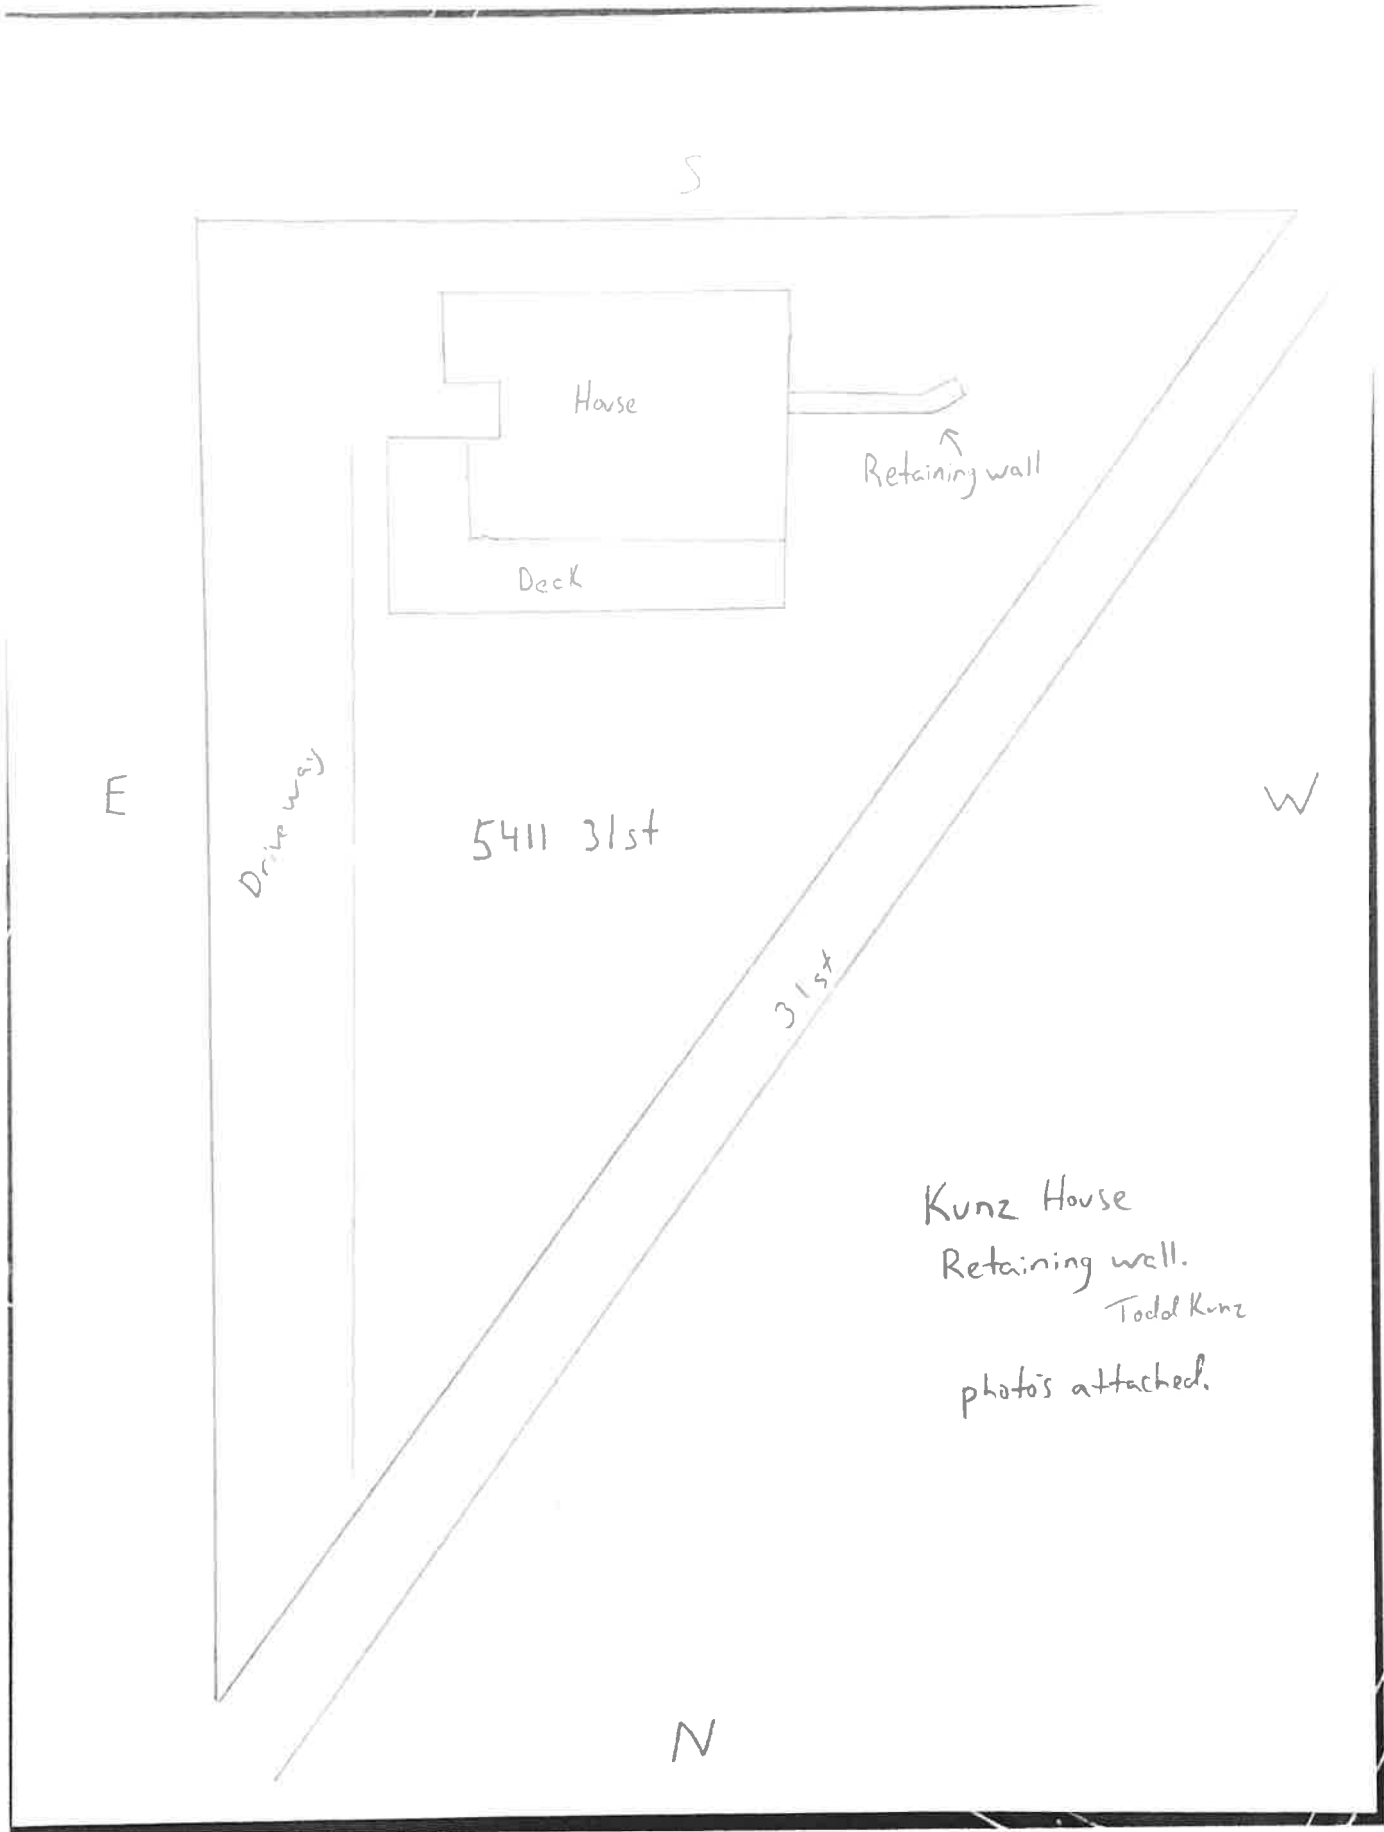 S
House
Retaining wall
Deck
E
W
Drive way
5411 31st
31st
Kunz House
Retaining wall.
Todd Kunz
photo's attached.
N